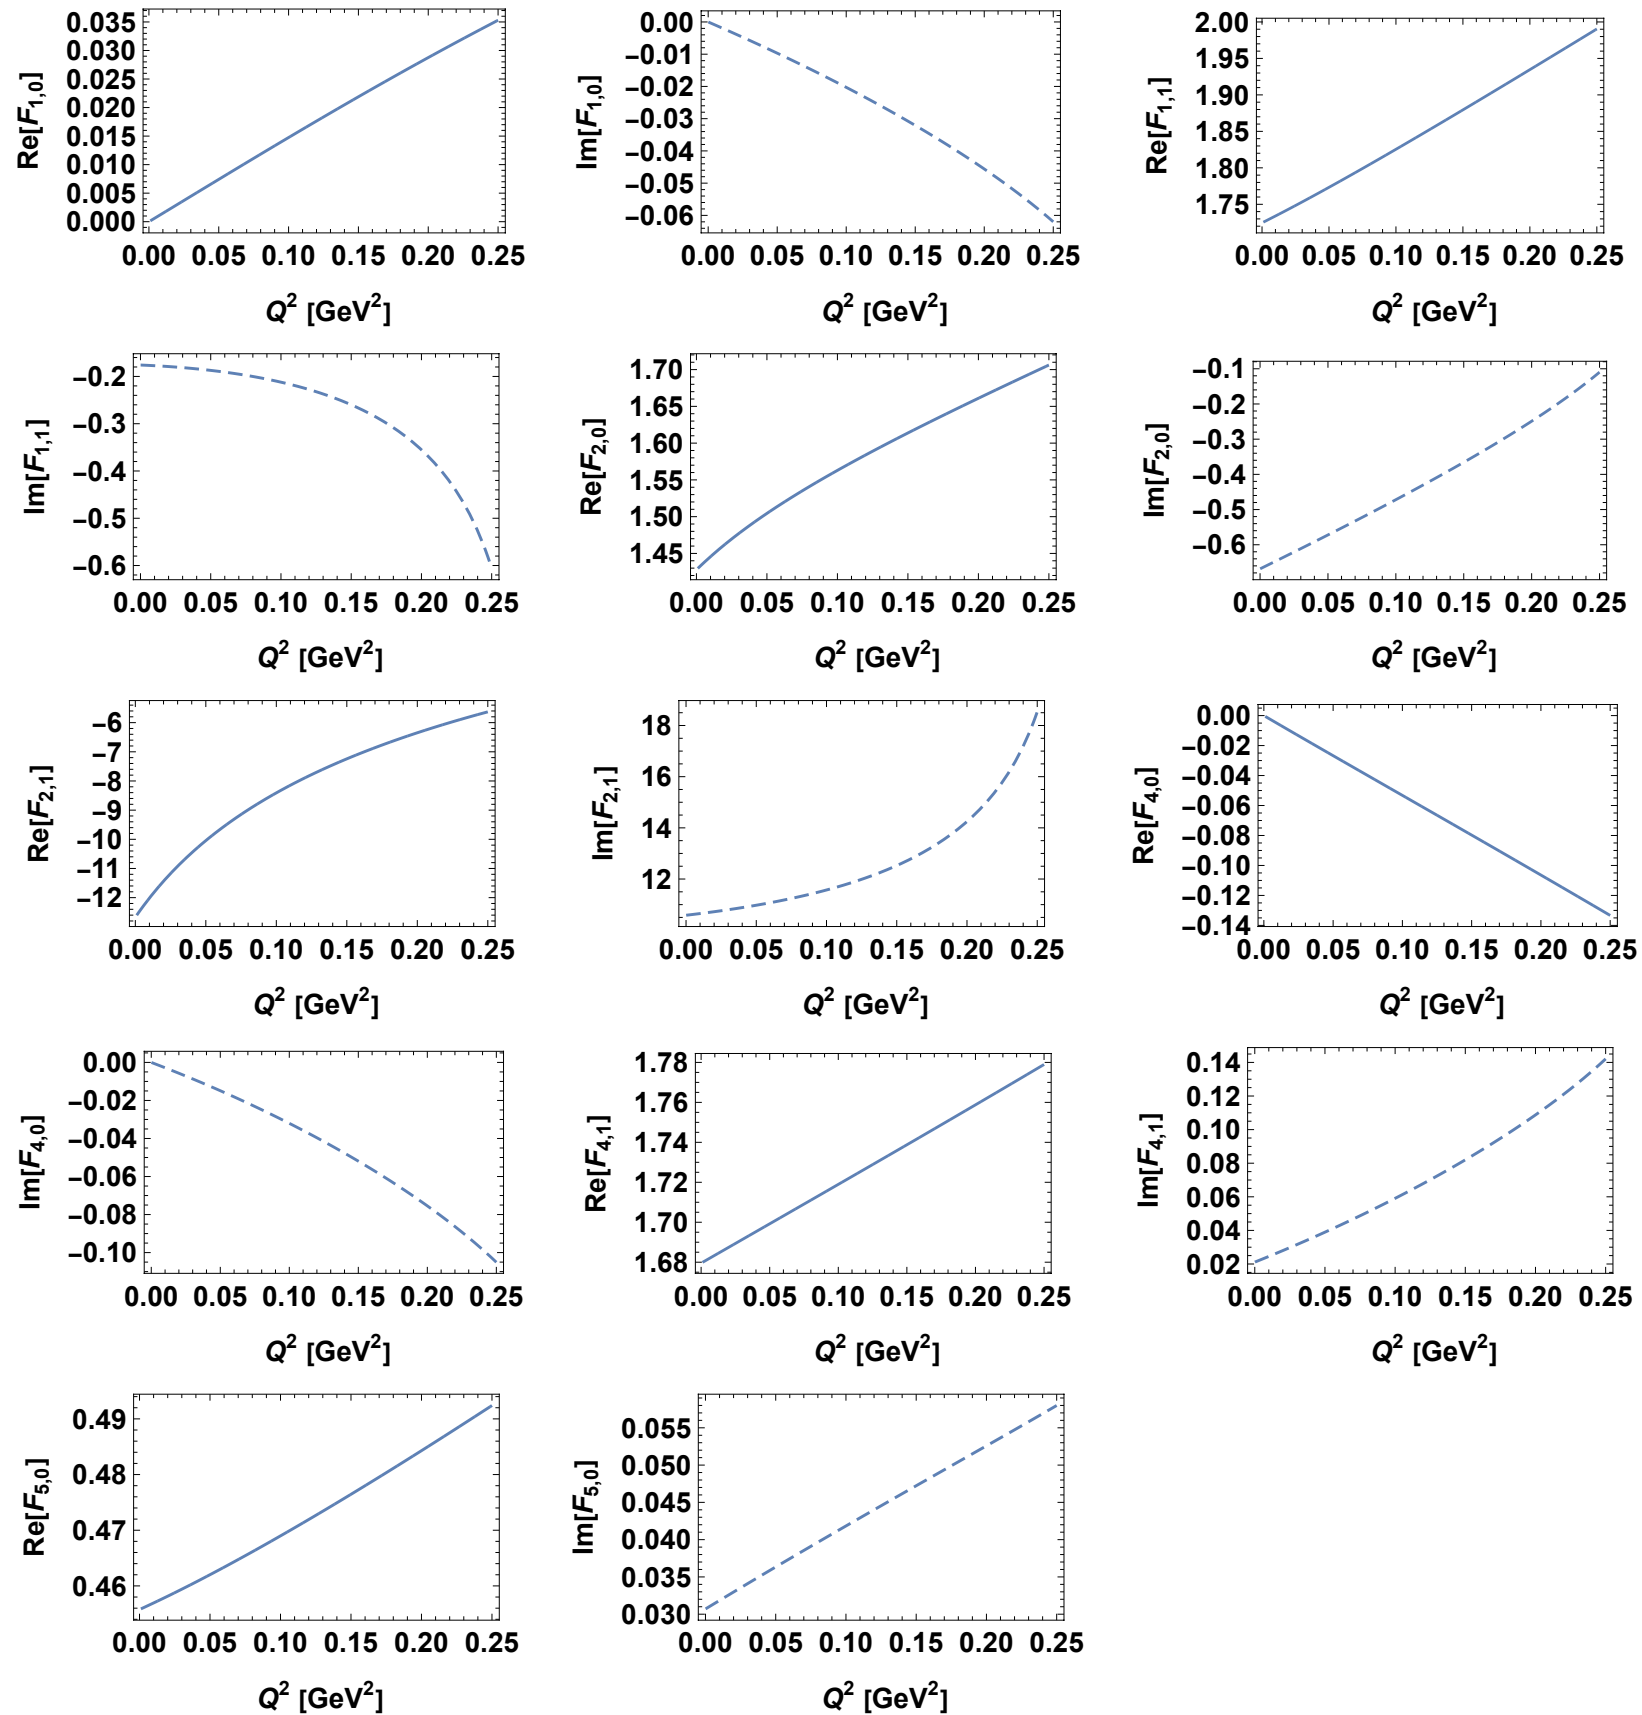 Re[F1,0]
0.035
0.030
0.025
0.020
0.015
0.010
0.005
0.000
0.00 0.05 0.10 0.15 0.20 0.25
Q² [GeV²]
Im[F1,0]
0.00
−0.01
−0.02
−0.03
−0.04
−0.05
−0.06
0.00 0.05 0.10 0.15 0.20 0.25
Q² [GeV²]
Re[F1,1]
2.00
1.95
1.90
1.85
1.80
1.75
0.00 0.05 0.10 0.15 0.20 0.25
Q² [GeV²]
Im[F1,1]
−0.2
−0.3
−0.4
−0.5
−0.6
0.00 0.05 0.10 0.15 0.20 0.25
Q² [GeV²]
Re[F2,0]
1.70
1.65
1.60
1.55
1.50
1.45
0.00 0.05 0.10 0.15 0.20 0.25
Q² [GeV²]
Im[F2,0]
−0.1
−0.2
−0.3
−0.4
−0.5
−0.6
0.00 0.05 0.10 0.15 0.20 0.25
Q² [GeV²]
Re[F2,1]
−6
−7
−8
−9
−10
−11
−12
0.00 0.05 0.10 0.15 0.20 0.25
Q² [GeV²]
Im[F2,1]
18
16
14
12
0.00 0.05 0.10 0.15 0.20 0.25
Q² [GeV²]
Re[F4,0]
0.00
−0.02
−0.04
−0.06
−0.08
−0.10
−0.12
−0.14
0.00 0.05 0.10 0.15 0.20 0.25
Q² [GeV²]
Im[F4,0]
0.00
−0.02
−0.04
−0.06
−0.08
−0.10
0.00 0.05 0.10 0.15 0.20 0.25
Q² [GeV²]
Re[F4,1]
1.78
1.76
1.74
1.72
1.70
1.68
0.00 0.05 0.10 0.15 0.20 0.25
Q² [GeV²]
Im[F4,1]
0.14
0.12
0.10
0.08
0.06
0.04
0.02
0.00 0.05 0.10 0.15 0.20 0.25
Q² [GeV²]
Re[F5,0]
0.49
0.48
0.47
0.46
0.00 0.05 0.10 0.15 0.20 0.25
Q² [GeV²]
Im[F5,0]
0.055
0.050
0.045
0.040
0.035
0.030
0.00 0.05 0.10 0.15 0.20 0.25
Q² [GeV²]